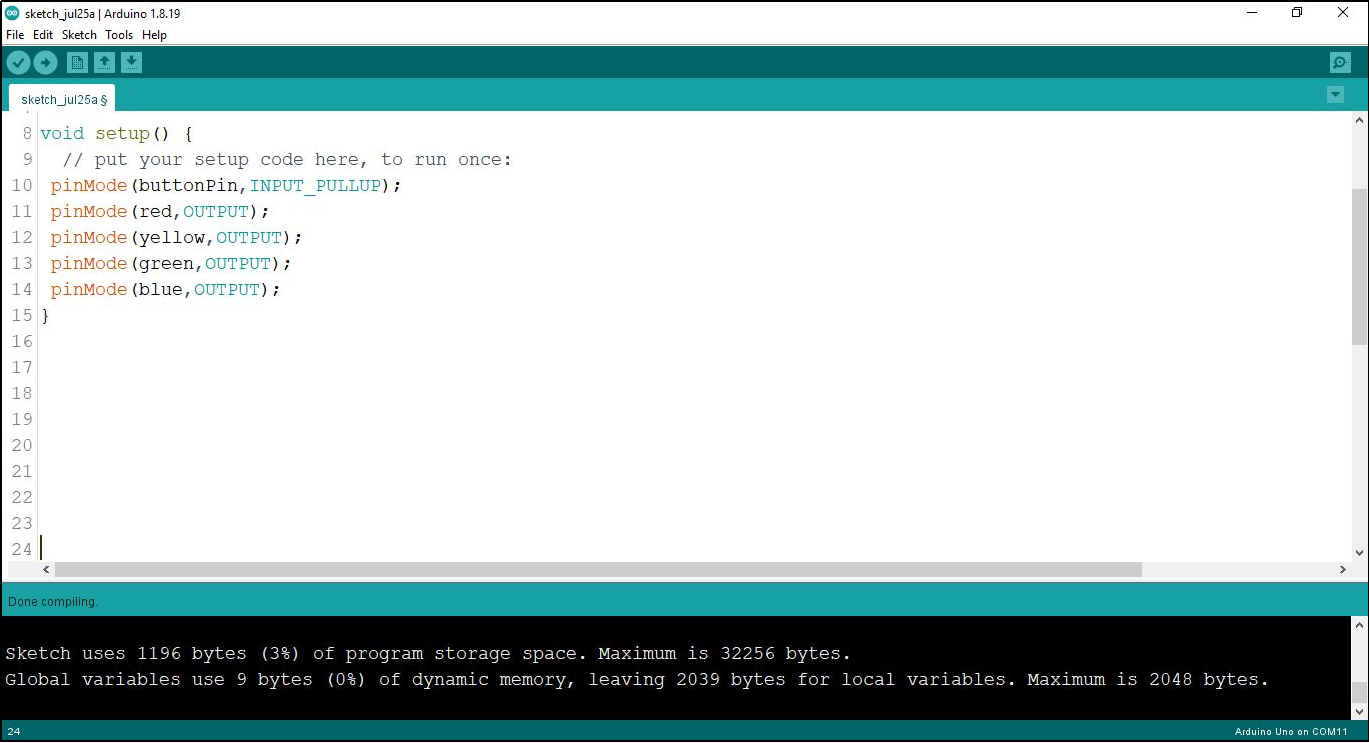 sketch_jul25a | Arduino 1.8.19
File Edit Sketch Tools Help
sketch_jul25a §
8 void setup() {
9 // put your setup code here, to run once:
10 pinMode(buttonPin,INPUT_PULLUP);
11 pinMode(red,OUTPUT);
12 pinMode(yellow,OUTPUT);
13 pinMode(green,OUTPUT);
14 pinMode(blue,OUTPUT);
15 }
16
17
18
19
20
21
22
23
24
Done compiling.
Sketch uses 1196 bytes (3%) of program storage space. Maximum is 32256 bytes.
Global variables use 9 bytes (0%) of dynamic memory, leaving 2039 bytes for local variables. Maximum is 2048 bytes.
24 Arduino Uno on COM11